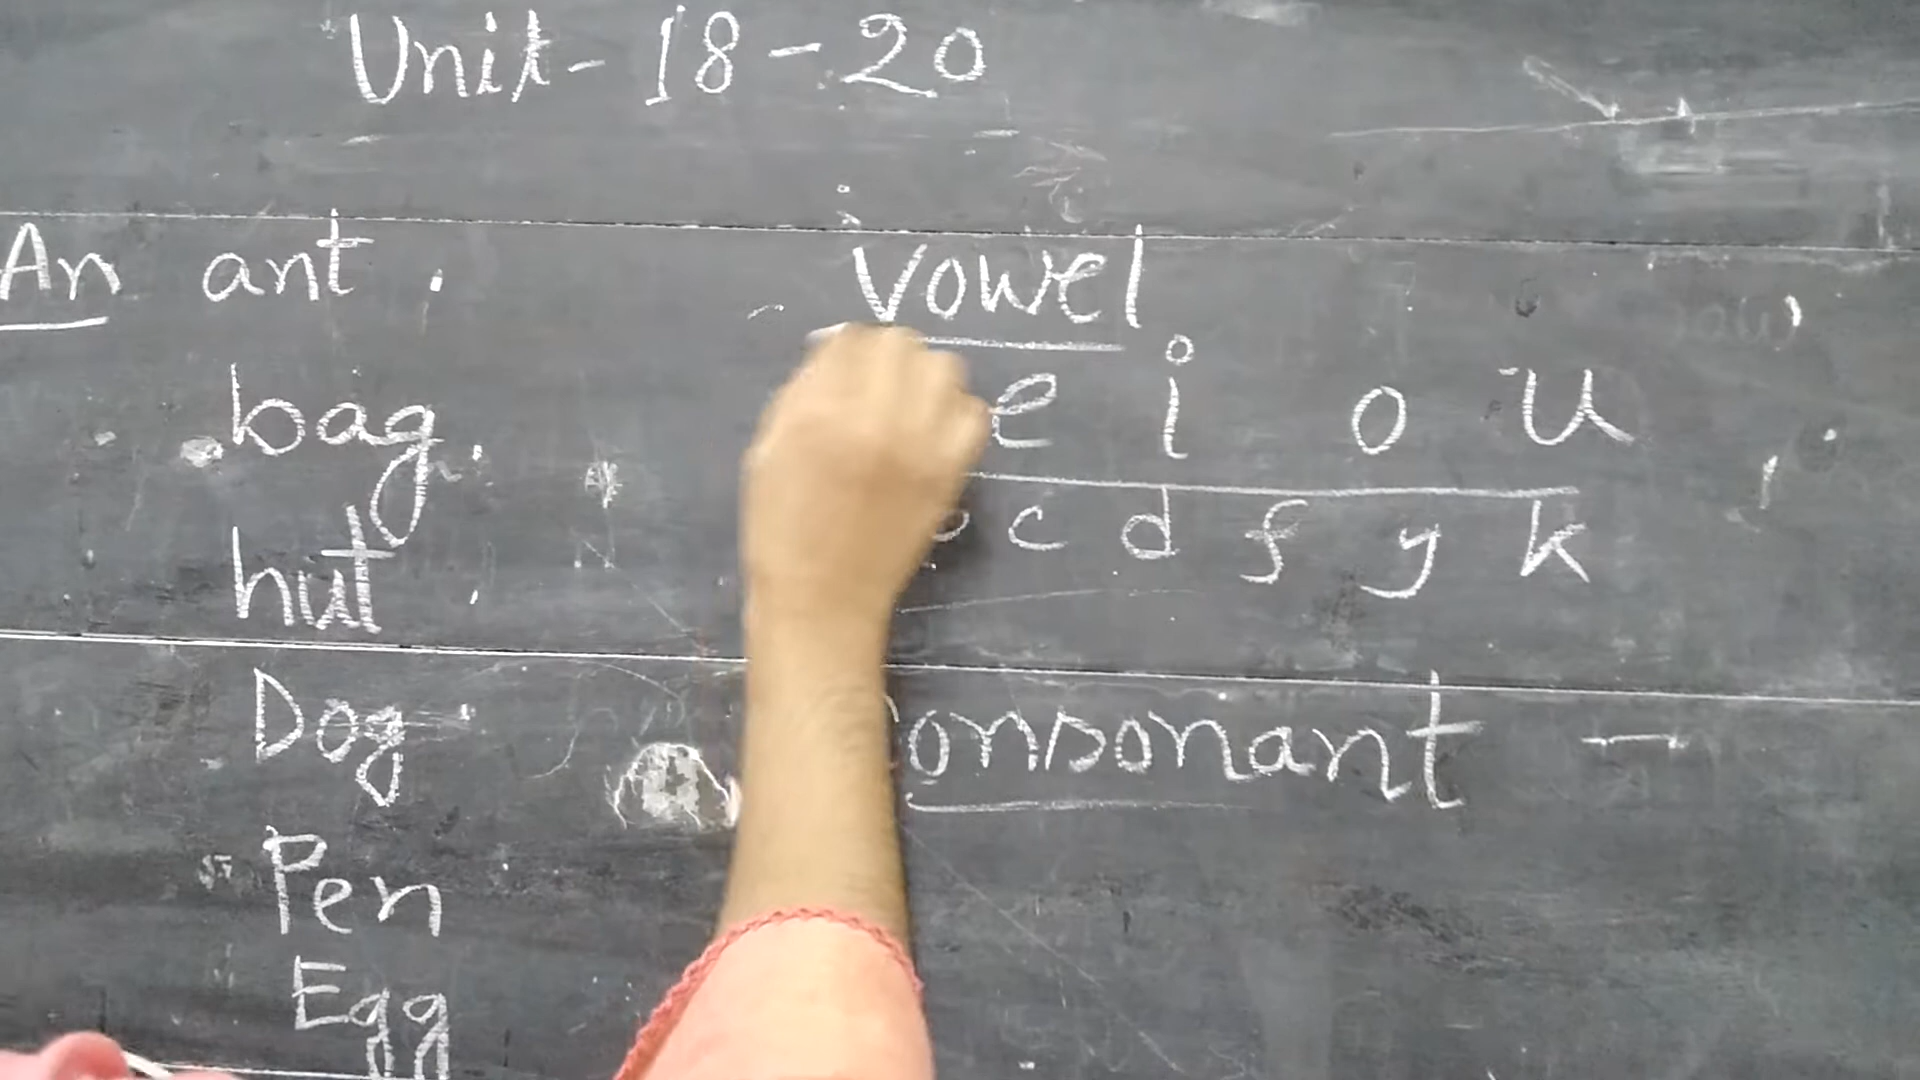 Unit-18-20
An ant.
bag
hut
Dog
Pen
Egg
vowel
e i o u
c d f y k
onsonant -